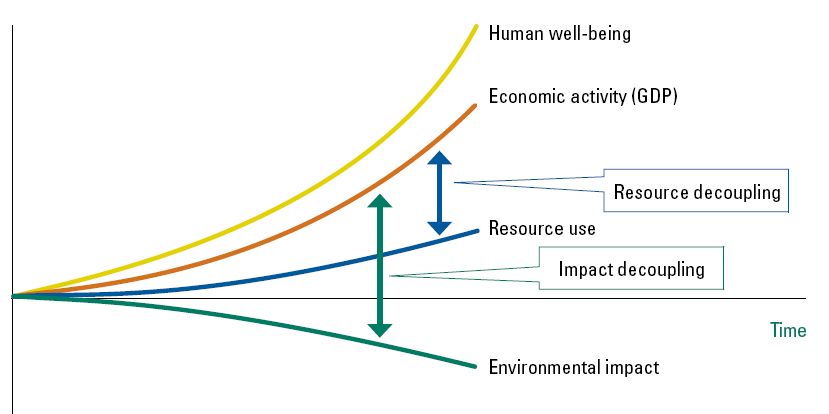 Human well-being
Economic activity (GDP)
Resource decoupling
Resource use
Impact decoupling
Time
Environmental impact